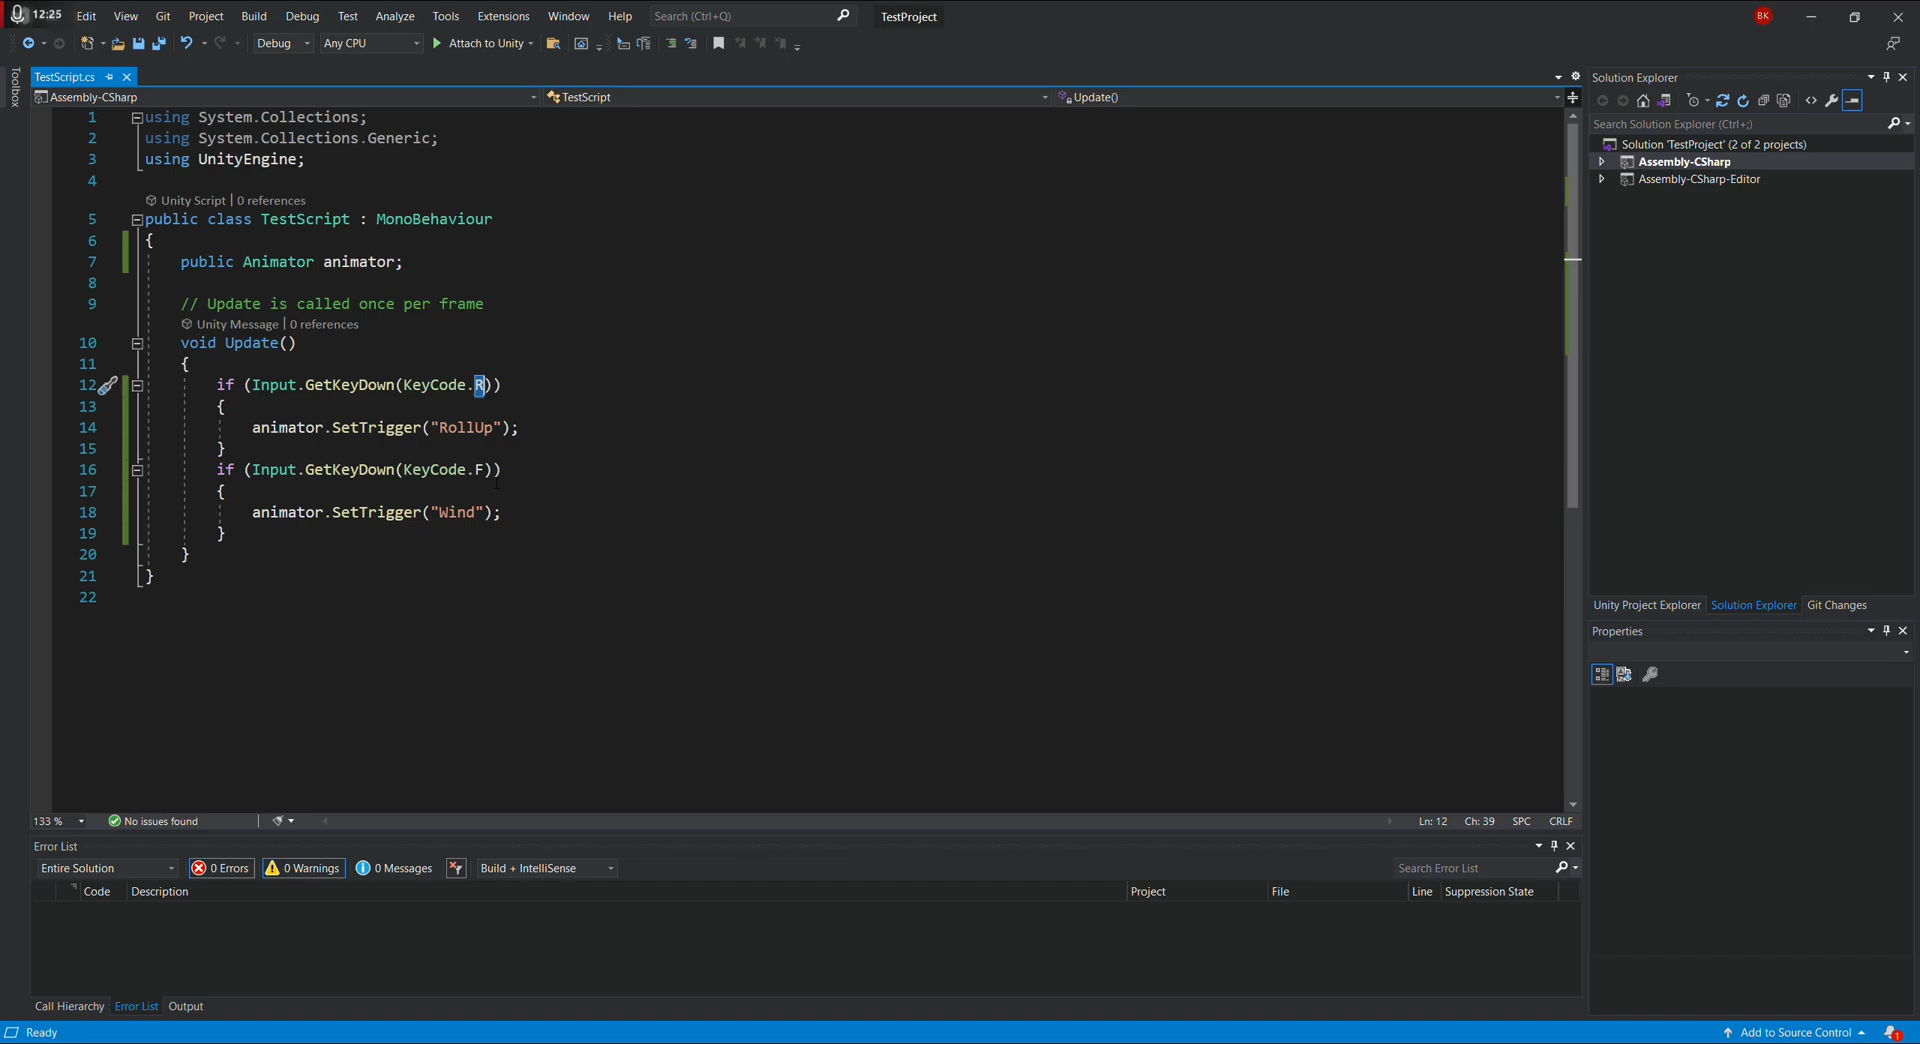 12:25 Edit View Git Project Build Debug Test Analyze Tools Extensions Window Help Search (Ctrl+Q) TestProject BK
Debug Any CPU Attach to Unity
Toolbox
TestScript.cs
Assembly-CSharp TestScript Update()
1 using System.Collections;
2 using System.Collections.Generic;
3 using UnityEngine;
4
Unity Script | 0 references
5 public class TestScript : MonoBehaviour
6 {
7 public Animator animator;
8
9 // Update is called once per frame
Unity Message | 0 references
10 void Update()
11 {
12 if (Input.GetKeyDown(KeyCode.R))
13 {
14 animator.SetTrigger("RollUp");
15 }
16 if (Input.GetKeyDown(KeyCode.F))
17 {
18 animator.SetTrigger("Wind");
19 }
20 }
21 }
22
133 % No issues found Ln: 12 Ch: 39 SPC CRLF
Solution Explorer
Search Solution Explorer (Ctrl+;)
Solution 'TestProject' (2 of 2 projects)
Assembly-CSharp
Assembly-CSharp-Editor
Unity Project Explorer Solution Explorer Git Changes
Properties
Error List
Entire Solution 0 Errors 0 Warnings 0 Messages Build + IntelliSense Search Error List
Code Description Project File Line Suppression State
Call Hierarchy Error List Output
Ready Add to Source Control 1